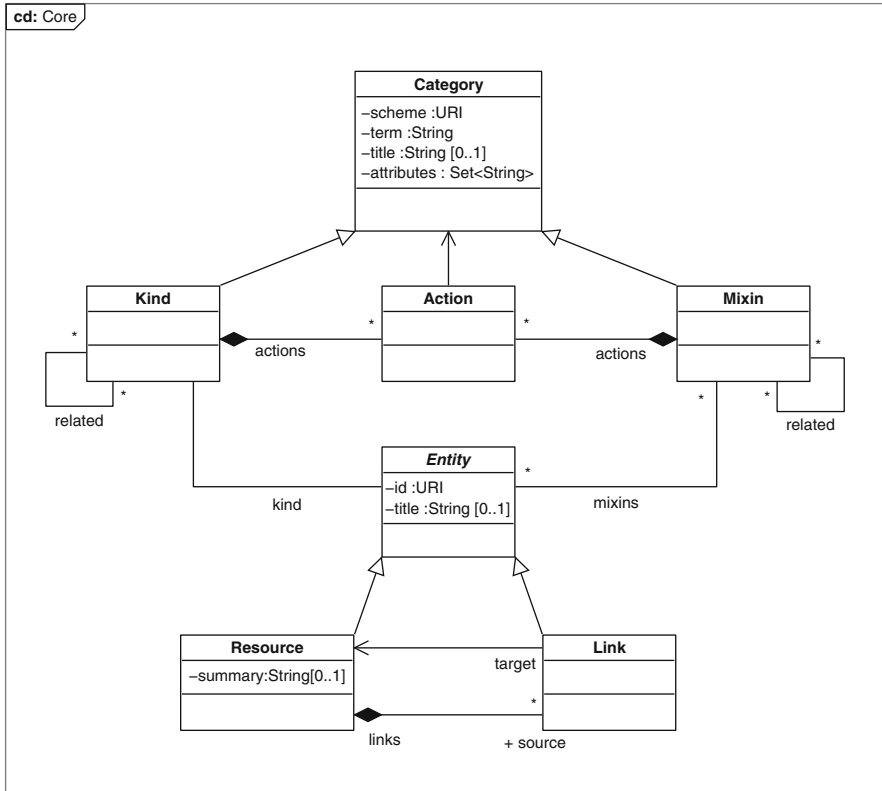 cd: Core
Category
–scheme :URI
–term :String
–title :String [0..1]
–attributes : Set<String>
Kind
Action
Mixin
*
*
*
*
actions
actions
*
*
related
*
*
related
Entity
*
–id :URI
–title :String [0..1]
kind
mixins
Resource
Link
–summary:String[0..1]
target
*
links
+ source